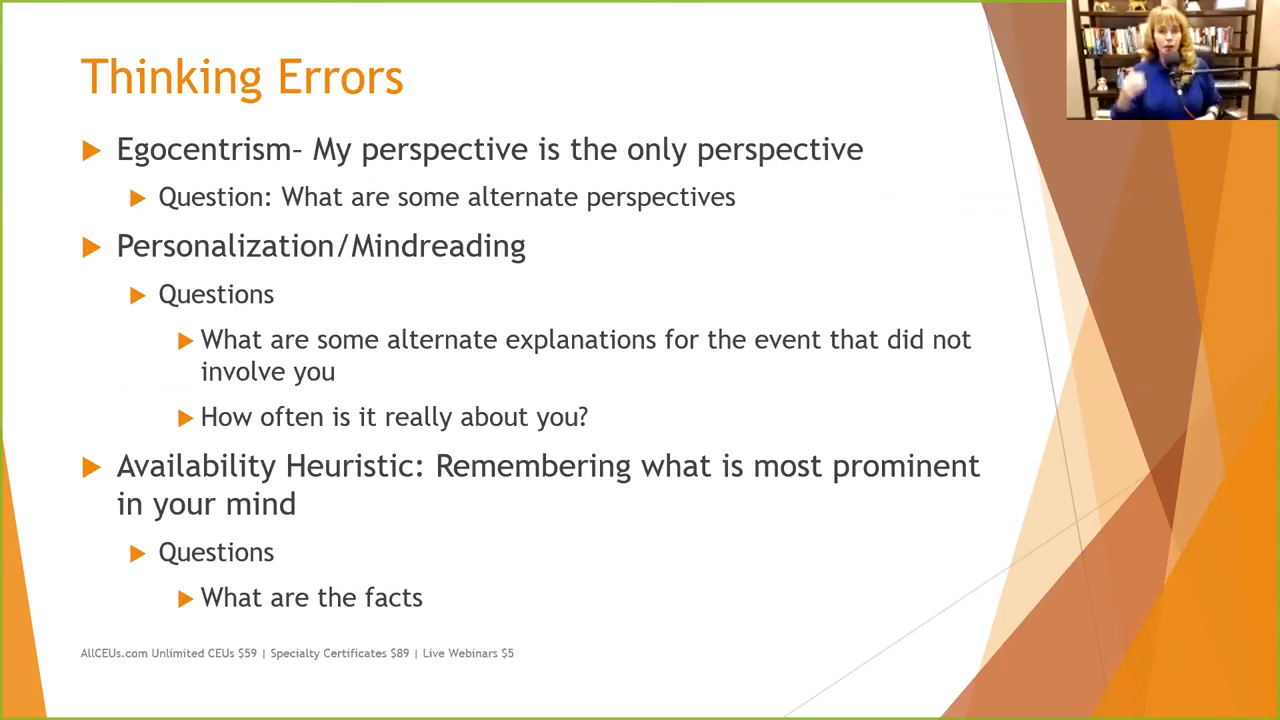 Thinking Errors
Egocentrism– My perspective is the only perspective
Question: What are some alternate perspectives
Personalization/Mindreading
Questions
What are some alternate explanations for the event that did not
involve you
How often is it really about you?
Availability Heuristic: Remembering what is most prominent
in your mind
Questions
What are the facts
AllCEUs.com Unlimited CEUs $59 | Specialty Certificates $89 | Live Webinars $5